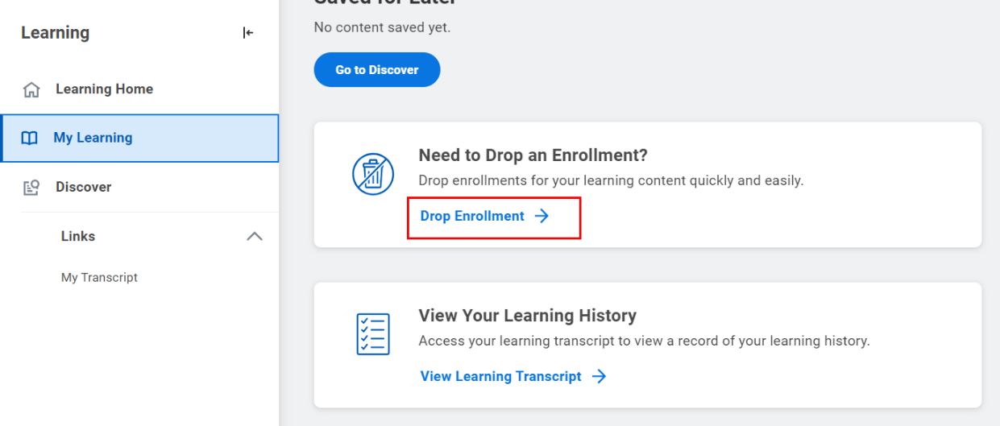 Saved for Later
Learning
No content saved yet.
Go to Discover
Learning Home
My Learning
Discover
Links
My Transcript
Need to Drop an Enrollment?
Drop enrollments for your learning content quickly and easily.
Drop Enrollment
View Your Learning History
Access your learning transcript to view a record of your learning history.
View Learning Transcript